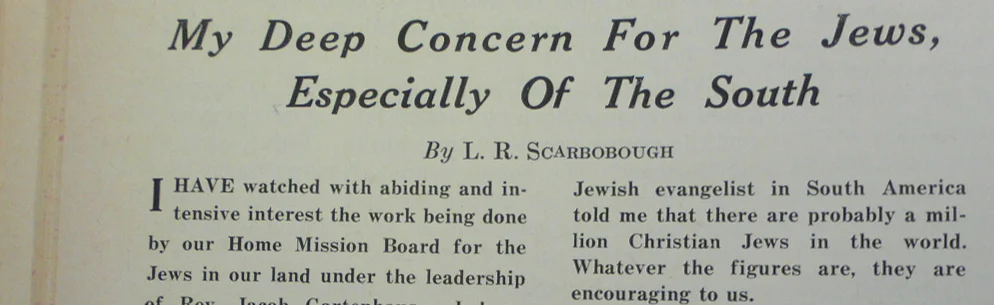 My Deep Concern For The Jews,
Especially Of The South
By L. R. SCARBOBOUGH
I HAVE watched with abiding and in-
tensive interest the work being done
by our Home Mission Board for the
Jews in our land under the leadership
of Rev. Jacob
Jewish evangelist in South America
told me that there are probably a mil-
lion Christian Jews in the world.
Whatever the figures are, they are
encouraging to us.